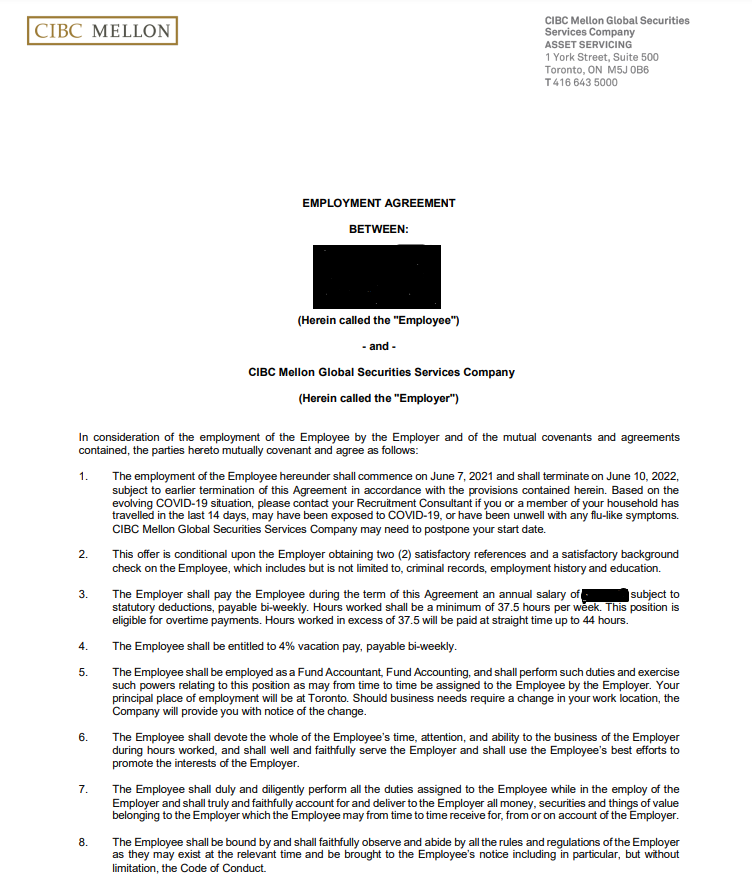 CIBC MELLON
CIBC Mellon Global Securities
Services Company
ASSET SERVICING
1 York Street, Suite 500
Toronto, ON M5J 0B6
T 416 643 5000
EMPLOYMENT AGREEMENT
BETWEEN:
(Herein called the "Employee")
- and -
CIBC Mellon Global Securities Services Company
(Herein called the "Employer")
In consideration of the employment of the Employee by the Employer and of the mutual covenants and agreements
contained, the parties hereto mutually covenant and agree as follows:
1. The employment of the Employee hereunder shall commence on June 7, 2021 and shall terminate on June 10, 2022,
subject to earlier termination of this Agreement in accordance with the provisions contained herein. Based on the
evolving COVID-19 situation, please contact your Recruitment Consultant if you or a member of your household has
travelled in the last 14 days, may have been exposed to COVID-19, or have been unwell with any flu-like symptoms.
CIBC Mellon Global Securities Services Company may need to postpone your start date.
2. This offer is conditional upon the Employer obtaining two (2) satisfactory references and a satisfactory background
check on the Employee, which includes but is not limited to, criminal records, employment history and education.
3. The Employer shall pay the Employee during the term of this Agreement an annual salary of subject to
statutory deductions, payable bi-weekly. Hours worked shall be a minimum of 37.5 hours per week. This position is
eligible for overtime payments. Hours worked in excess of 37.5 will be paid at straight time up to 44 hours.
4. The Employee shall be entitled to 4% vacation pay, payable bi-weekly.
5. The Employee shall be employed as a Fund Accountant, Fund Accounting, and shall perform such duties and exercise
such powers relating to this position as may from time to time be assigned to the Employee by the Employer. Your
principal place of employment will be at Toronto. Should business needs require a change in your work location, the
Company will provide you with notice of the change.
6. The Employee shall devote the whole of the Employee's time, attention, and ability to the business of the Employer
during hours worked, and shall well and faithfully serve the Employer and shall use the Employee's best efforts to
promote the interests of the Employer.
7. The Employee shall duly and diligently perform all the duties assigned to the Employee while in the employ of the
Employer and shall truly and faithfully account for and deliver to the Employer all money, securities and things of value
belonging to the Employer which the Employee may from time to time receive for, from or on account of the Employer.
8. The Employee shall be bound by and shall faithfully observe and abide by all the rules and regulations of the Employer
as they may exist at the relevant time and be brought to the Employee's notice including in particular, but without
limitation, the Code of Conduct.